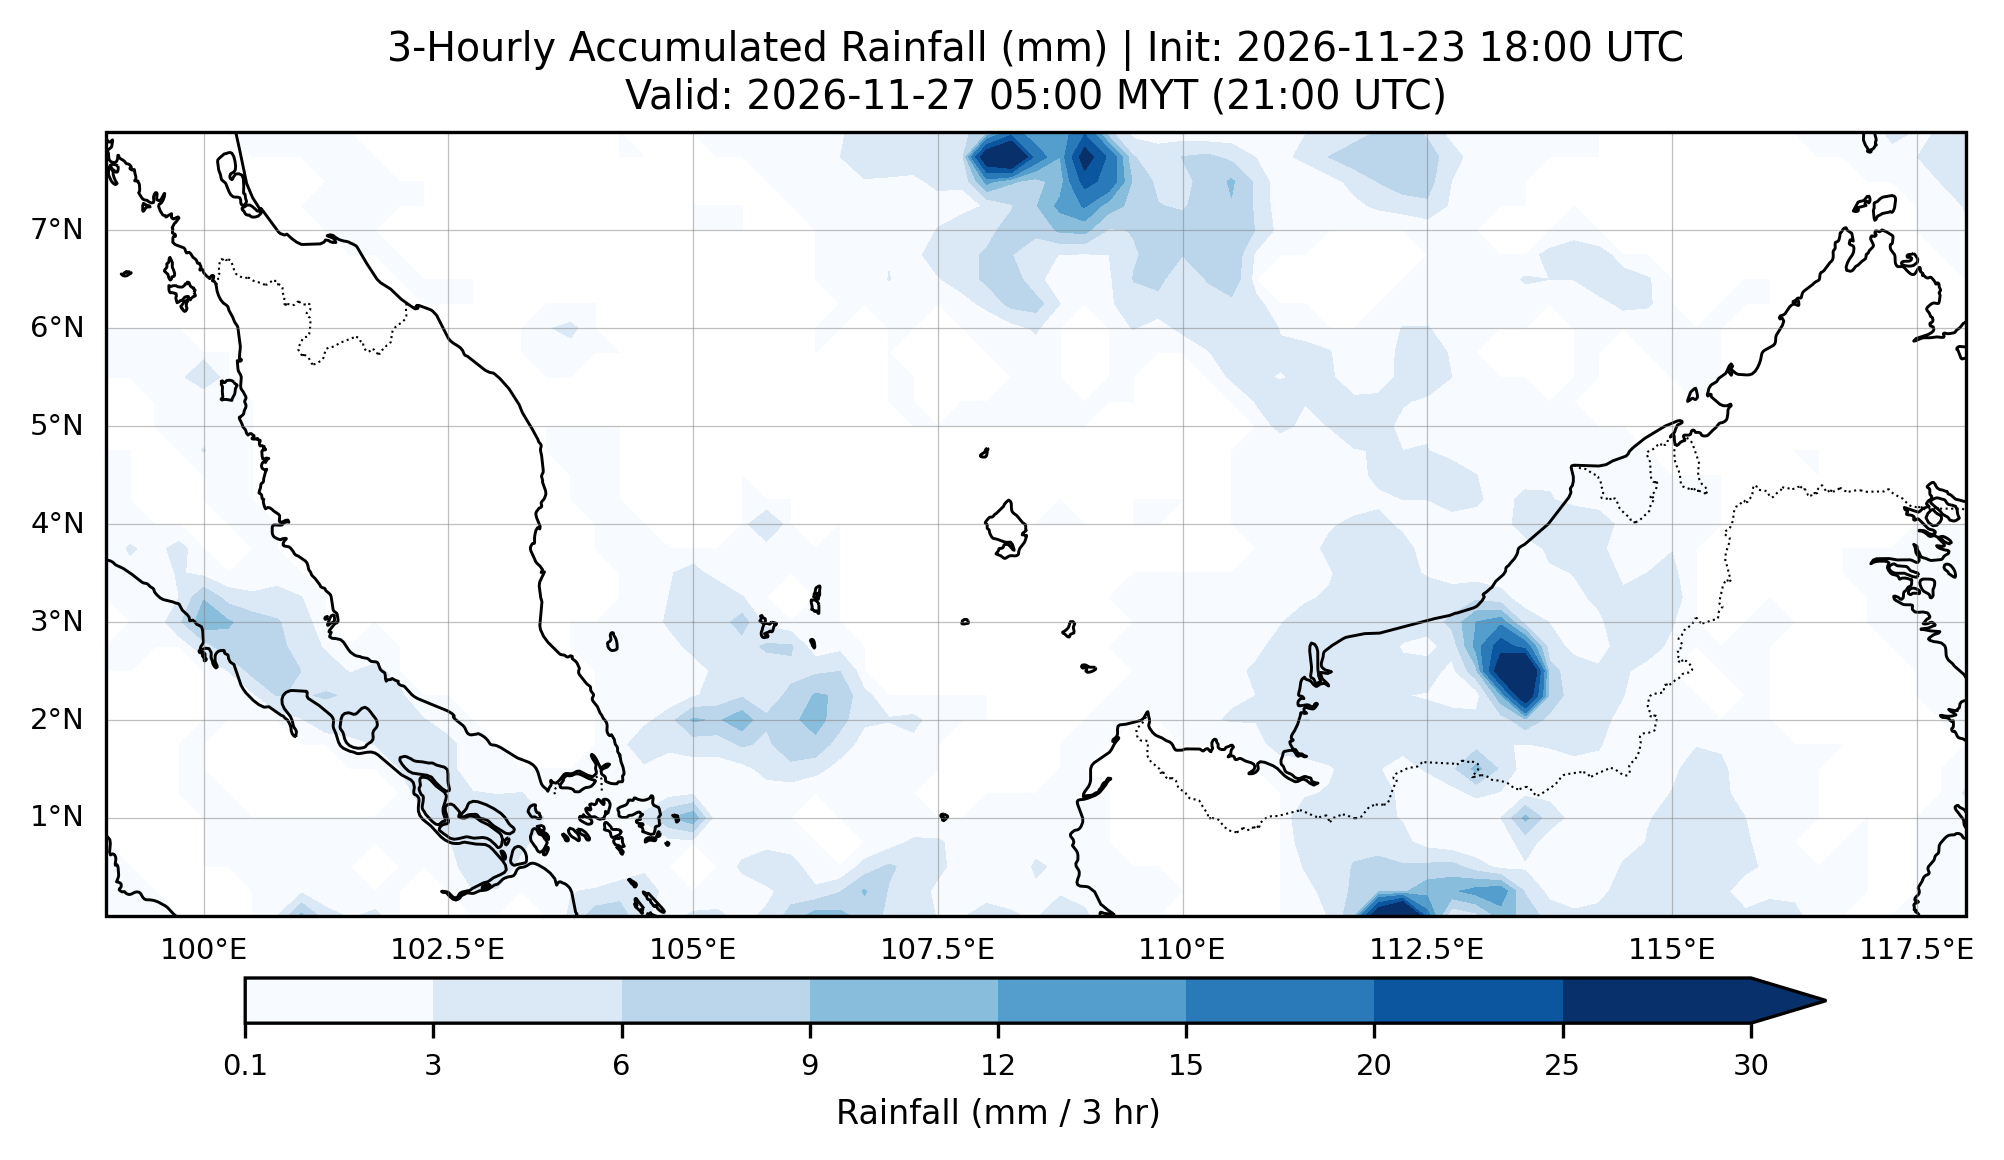 3-Hourly Accumulated Rainfall (mm) | Init: 2026-11-23 18:00 UTC
Valid: 2026-11-27 05:00 MYT (21:00 UTC)
7°N
6°N
5°N
4°N
3°N
2°N
1°N
100°E 102.5°E 105°E 107.5°E 110°E 112.5°E 115°E 117.5°E
0.1 3 6 9 12 15 20 25 30
Rainfall (mm / 3 hr)